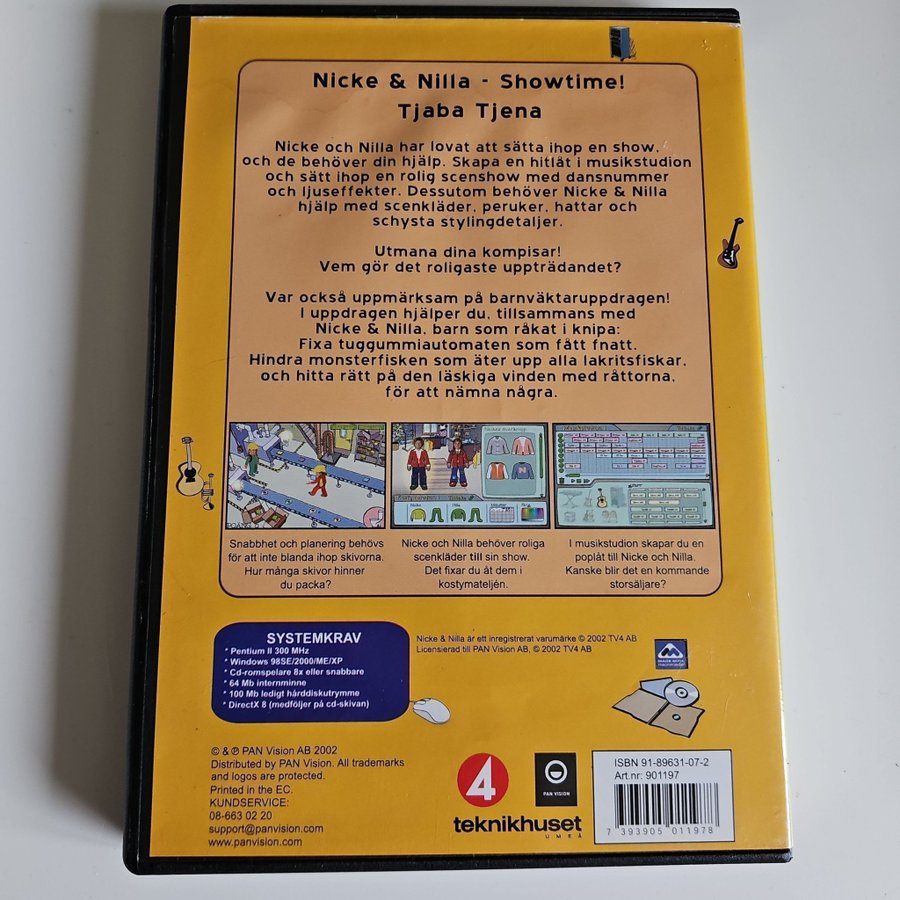 Nicke & Nilla - Showtime!
Tjaba Tjena
Nicke och Nilla har lovat att sätta ihop en show,
och de behöver din hjälp. Skapa en hitlåt i musikstudion
och sätt ihop en rolig scenshow med dansnummer
och ljuseffekter. Dessutom behöver Nicke & Nilla
hjälp med scenkläder, peruker, hattar och
schysta stylingdetaljer.
Utmana dina kompisar!
Vem gör det roligaste uppträdandet?
Var också uppmärksam på barnväktaruppdragen!
I uppdragen hjälper du, tillsammans med
Nicke & Nilla, barn som råkat i knipa:
Fixa tuggummiautomaten som fått fnatt.
Hindra monsterfisken som äter upp alla lakritsfiskar,
och hitta rätt på den läskiga vinden med råttorna,
för att nämna några.
Snabbhet och planering behövs
för att inte blanda ihop skivorna.
Hur många skivor hinner
du packa?
Nicke och Nilla behöver roliga
scenkläder till sin show.
Det fixar du åt dem i
kostymateljén.
I musikstudion skapar du en
poplåt till Nicke och Nilla.
Kanske blir det en kommande
storsäljare?
SYSTEMKRAV
* Pentium II 300 MHz
* Windows 98SE/2000/ME/XP
* Cd-romspelare 8x eller snabbare
* 64 Mb internminne
* 100 Mb ledigt hårddiskutrymme
* DirectX 8 (medföljer på cd-skivan)
Nicke & Nilla är ett inregistrerat varumärke © 2002 TV4 AB
Licensierad till PAN Vision AB, © 2002 TV4 AB
© & ℗ PAN Vision AB 2002
Distributed by PAN Vision. All trademarks
and logos are protected.
Printed in the EC.
KUNDSERVICE:
08-663 02 20
support@panvision.com
www.panvision.com
4
PAN VISION
teknikhuset
UMEÅ
ISBN 91-89631-07-2
Art.nr: 901197
7 393905 011978